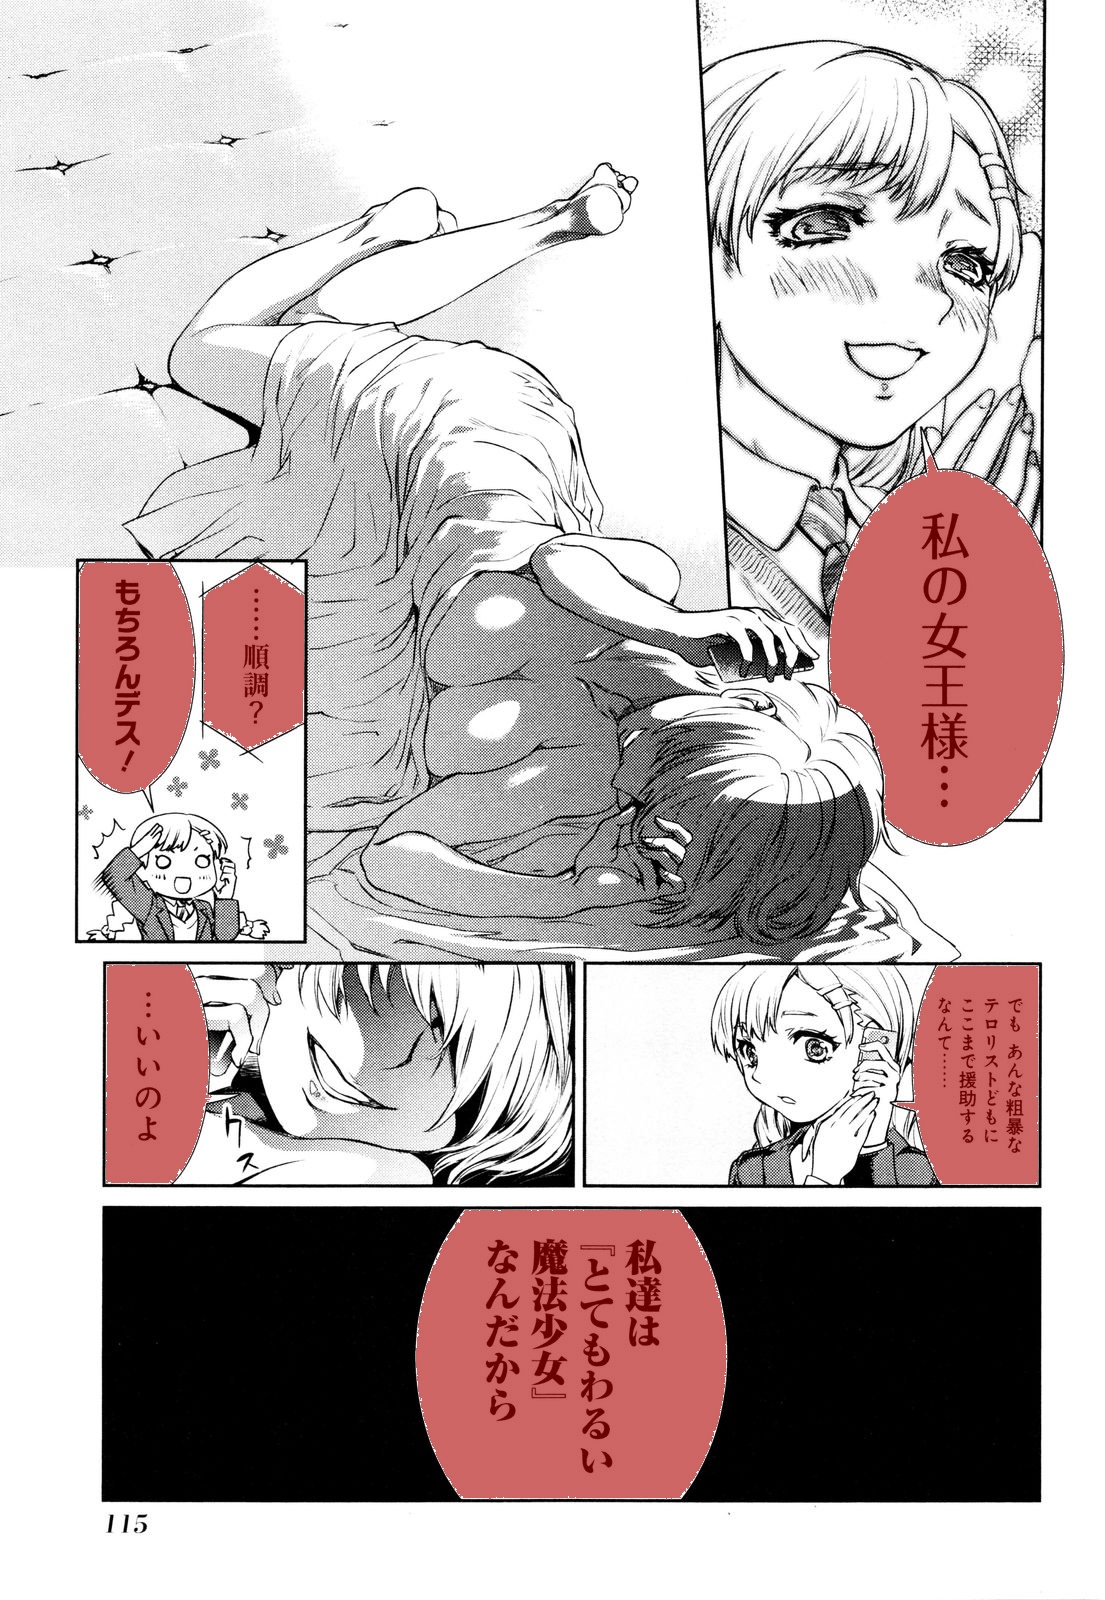 私の女王様…
……順調？
もちろんデス！
でも あんな粗暴な
テロリストどもに
ここまで援助する
なんて……
…いいのよ
クス
私達は
『とてもわるい
魔法少女』
なんだから
115